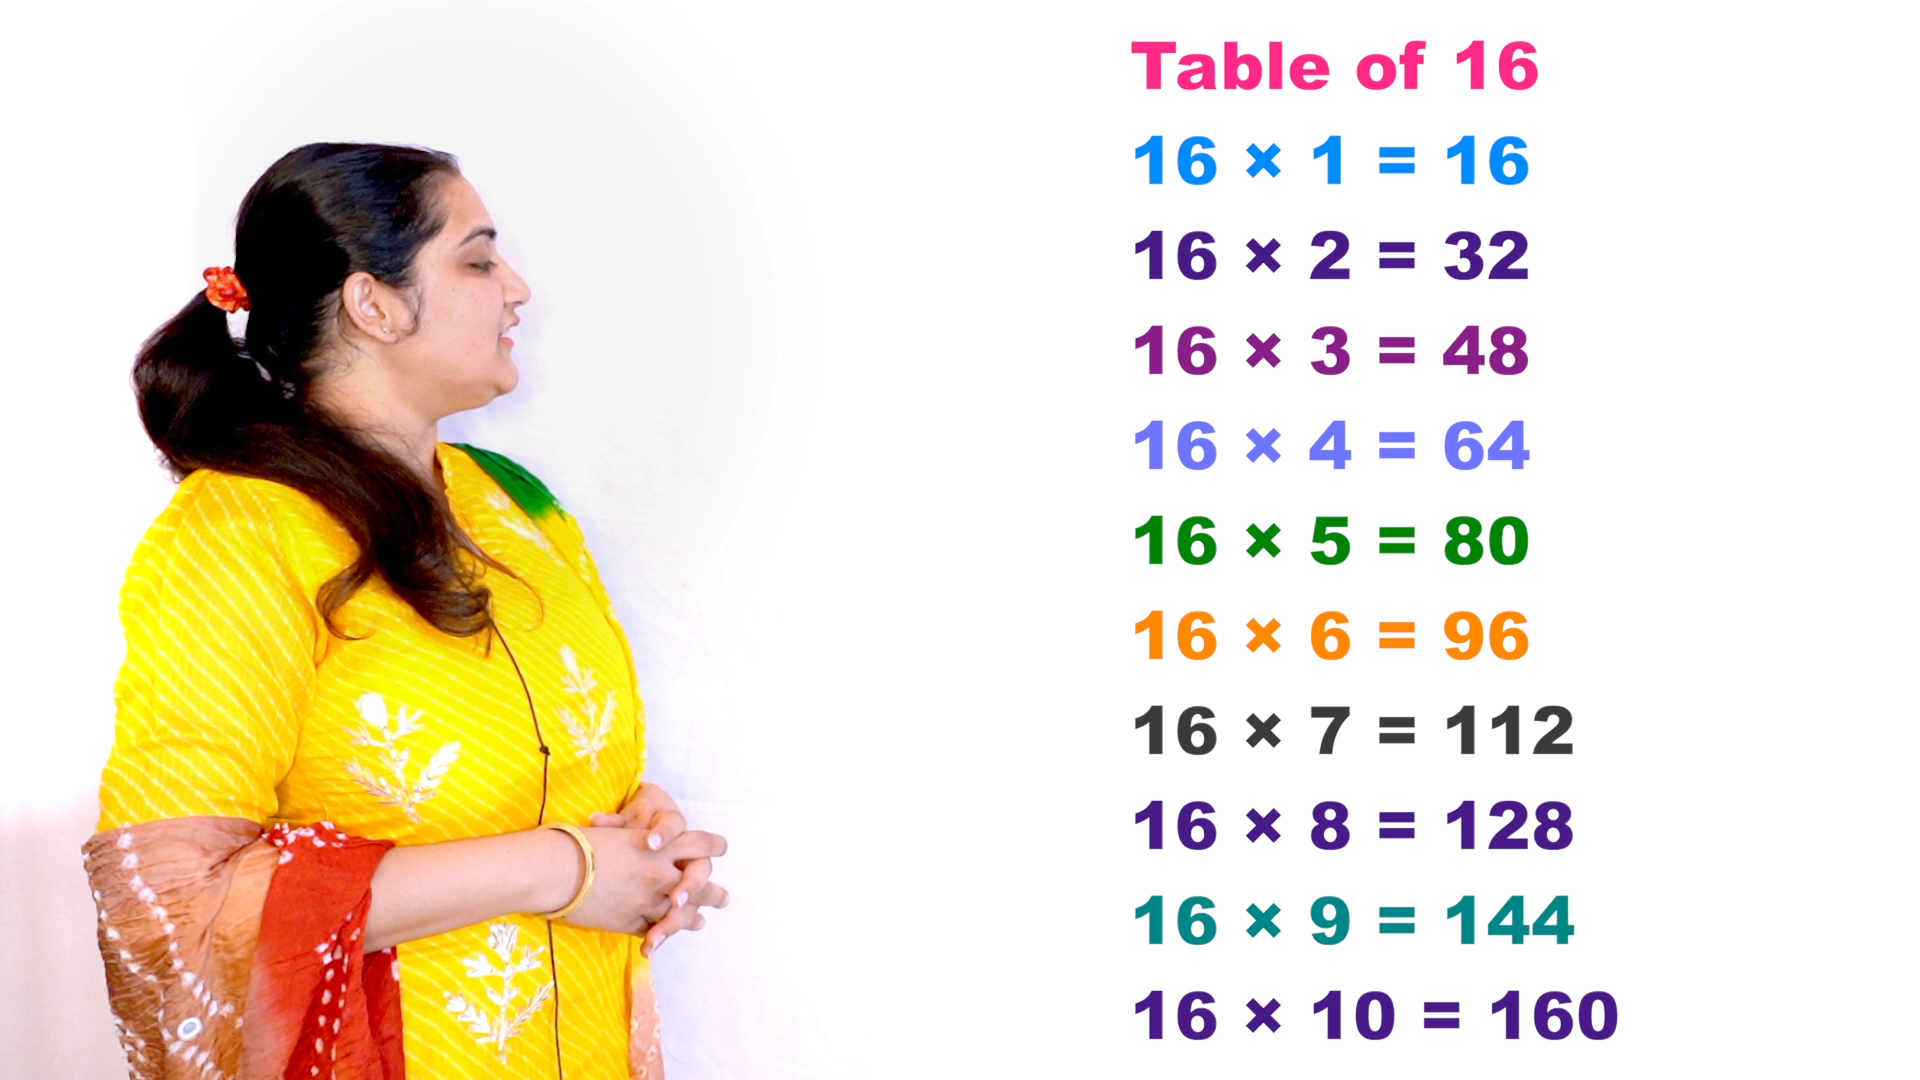 Table of 16
16 × 1 = 16
16 × 2 = 32
16 × 3 = 48
16 × 4 = 64
16 × 5 = 80
16 × 6 = 96
16 × 7 = 112
16 × 8 = 128
16 × 9 = 144
16 × 10 = 160